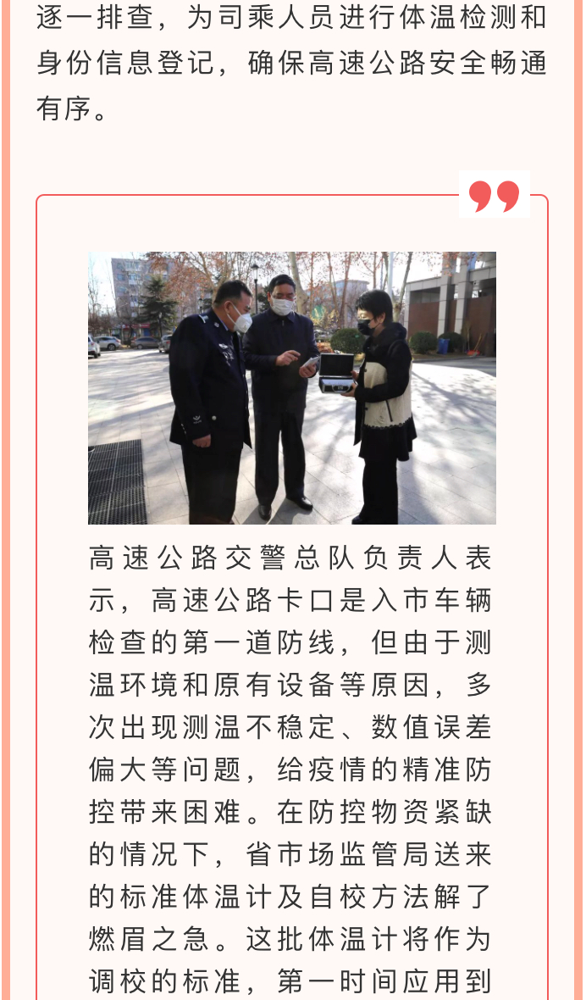 逐一排查，为司乘人员进行体温检测和
身份信息登记，确保高速公路安全畅通
有序。
高速公路交警总队负责人表
示，高速公路卡口是入市车辆
检查的第一道防线，但由于测
温环境和原有设备等原因，多
次出现测温不稳定、数值误差
偏大等问题，给疫情的精准防
控带来困难。在防控物资紧缺
的情况下，省市场监管局送来
的标准体温计及自校方法解了
燃眉之急。这批体温计将作为
调校的标准，第一时间应用到